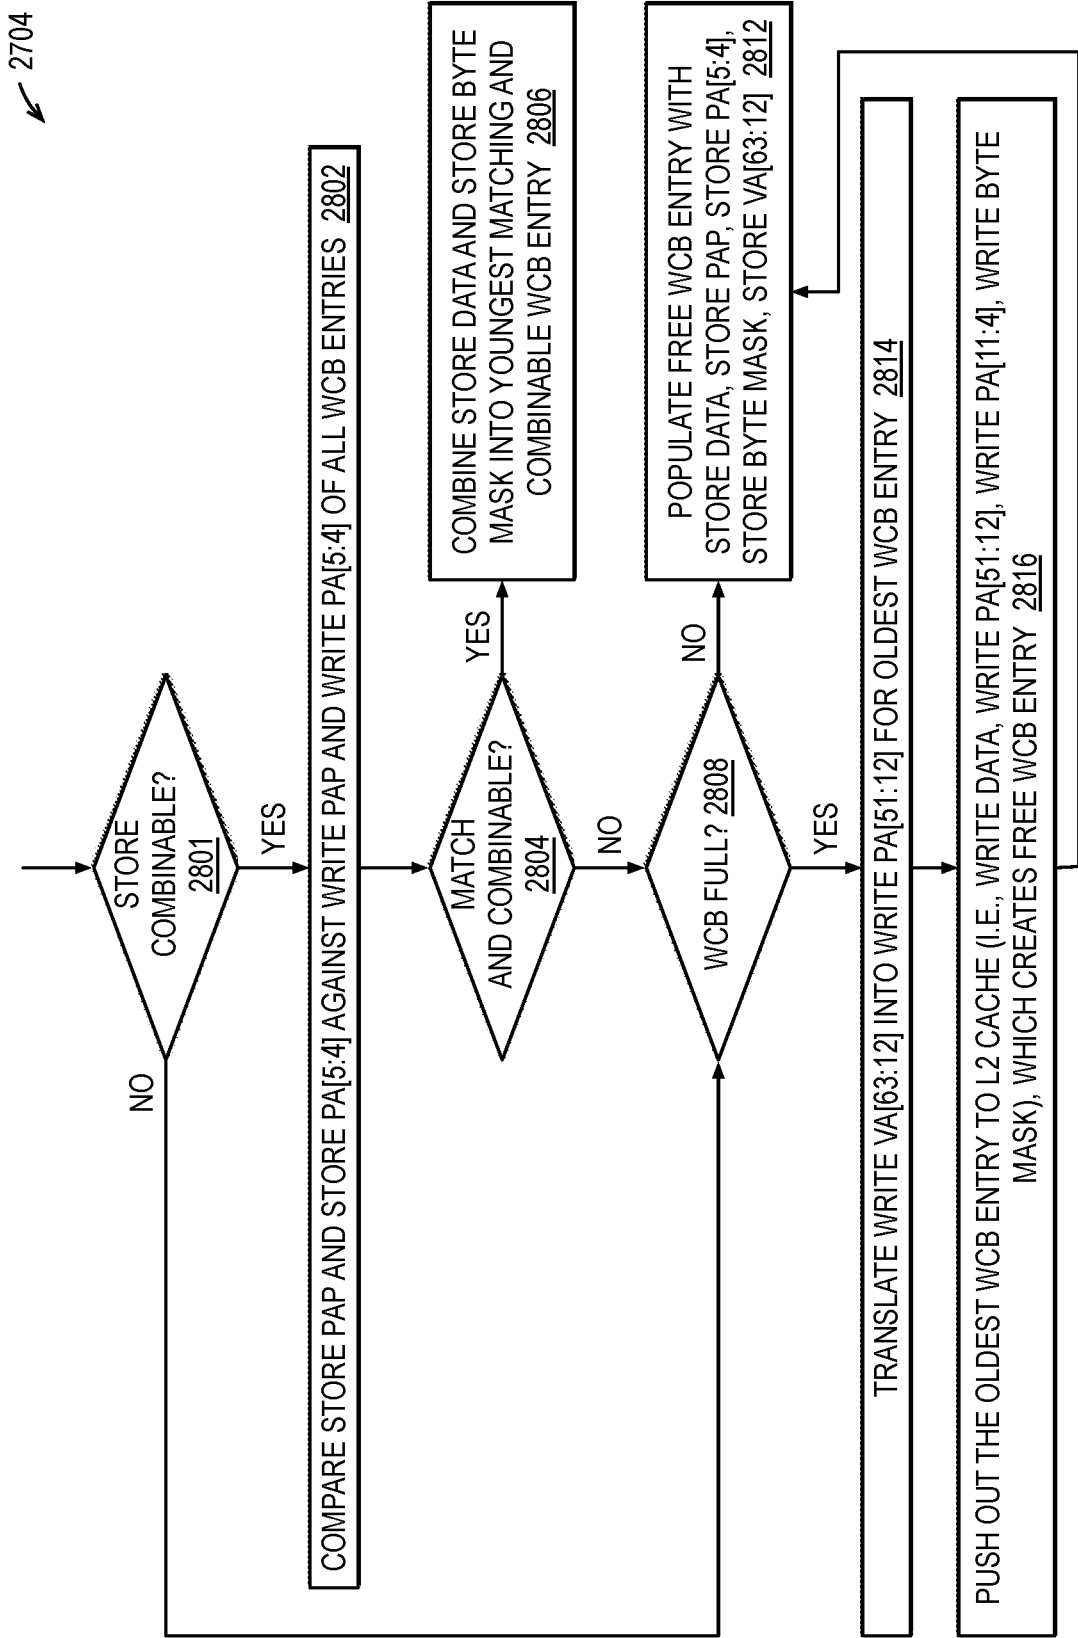 2704
STORE
COMBINABLE?
2801
NO
YES
COMPARE STORE PAP AND STORE PA[5:4] AGAINST WRITE PAP AND WRITE PA[5:4] OF ALL WCB ENTRIES 2802
MATCH
AND COMBINABLE?
2804
YES
COMBINE STORE DATA AND STORE BYTE
MASK INTO YOUNGEST MATCHING AND
COMBINABLE WCB ENTRY 2806
NO
WCB FULL? 2808
NO
POPULATE FREE WCB ENTRY WITH
STORE DATA, STORE PAP, STORE PA[5:4],
STORE BYTE MASK, STORE VA[63:12] 2812
YES
TRANSLATE WRITE VA[63:12] INTO WRITE PA[51:12] FOR OLDEST WCB ENTRY 2814
PUSH OUT THE OLDEST WCB ENTRY TO L2 CACHE (I.E., WRITE DATA, WRITE PA[51:12], WRITE PA[11:4], WRITE BYTE
MASK), WHICH CREATES FREE WCB ENTRY 2816